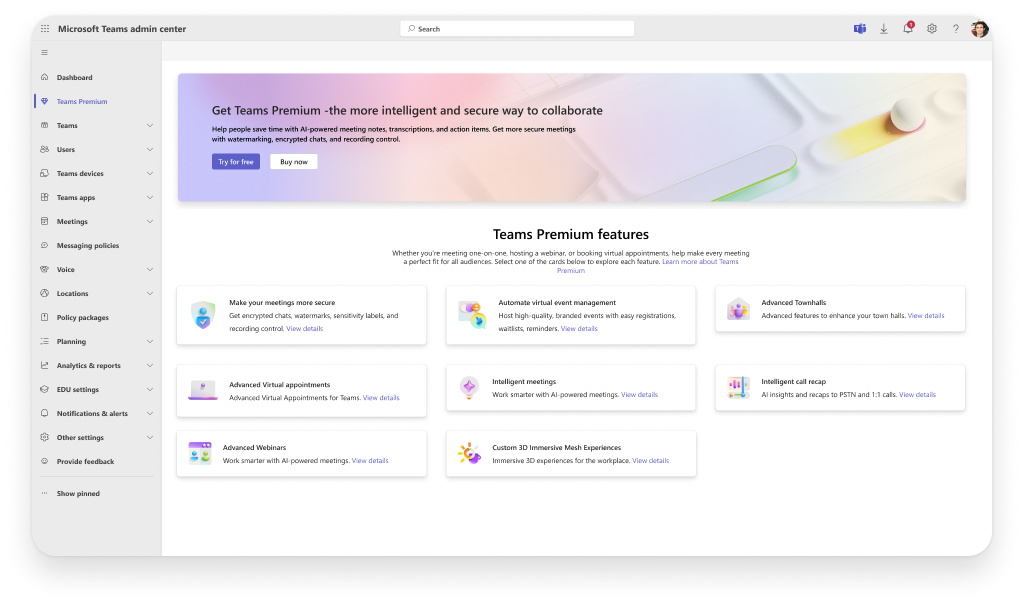 Microsoft Teams admin center
Search
1
Dashboard
Teams Premium
Teams
Users
Teams devices
Teams apps
Meetings
Messaging policies
Voice
Locations
Policy packages
Planning
Analytics & reports
EDU settings
Notifications & alerts
Other settings
Provide feedback
Show pinned
Get Teams Premium -the more intelligent and secure way to collaborate
Help people save time with AI-powered meeting notes, transcriptions, and action items. Get more secure meetings
with watermarking, encrypted chats, and recording control.
Try for free
Buy now
Teams Premium features
Whether you're meeting one-on-one, hosting a webinar, or booking virtual appointments, help make every meeting
a perfect fit for all audiences. Select one of the cards below to explore each feature. Learn more about Teams
Premium
Make your meetings more secure
Get encrypted chats, watermarks, sensitivity labels, and
recording control. View details
Automate virtual event management
Host high-quality, branded events with easy registrations,
waitlists, reminders. View details
Advanced Townhalls
Advanced features to enhance your town halls. View details
Advanced Virtual appointments
Advanced Virtual Appointments for Teams. View details
Intelligent meetings
Work smarter with AI-powered meetings. View details
Intelligent call recap
AI insights and recaps to PSTN and 1:1 calls. View details
Advanced Webinars
Work smarter with AI-powered meetings. View details
Custom 3D Immersive Mesh Experiences
Immersive 3D experiences for the workplace. View details